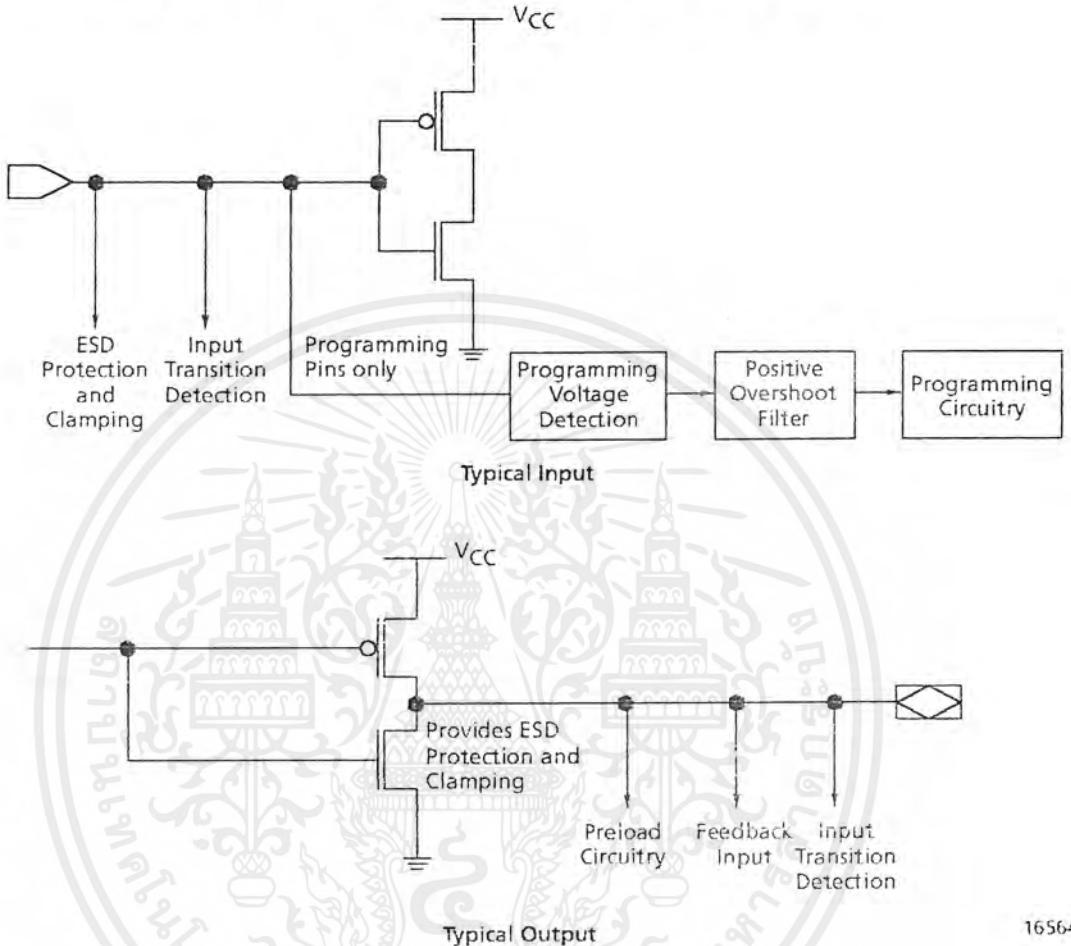 VCC
ESD
Protection
and
Clamping
Input
Transition
Detection
Programming
Pins only
Programming
Voltage
Detection
Positive
Overshoot
Filter
Programming
Circuitry
Typical Input
VCC
Provides ESD
Protection and
Clamping
Preload
Circuitry
Feedback
Input
Input
Transition
Detection
Typical Output
16564